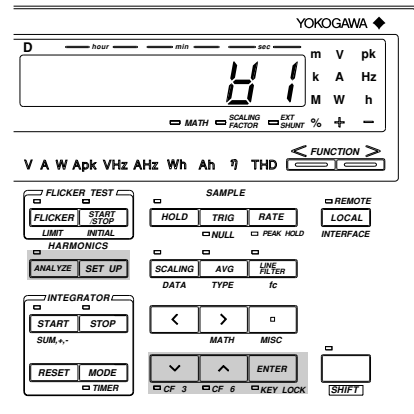 YOKOGAWA
D hour min sec m V pk
k A Hz
M W h
MATH SCALING FACTOR EXT SHUNT % + −
< FUNCTION >
V A W Apk VHz AHz Wh Ah η THD
FLICKER TEST SAMPLE REMOTE
FLICKER START /STOP HOLD TRIG RATE LOCAL
LIMIT INITIAL NULL PEAK HOLD INTERFACE
HARMONICS
ANALYZE SET UP SCALING AVG LINE FILTER
DATA TYPE fc
INTEGRATOR
START STOP < >
SUM,+,- MATH MISC
RESET MODE ENTER
TIMER CF 3 CF 6 KEY LOCK SHIFT